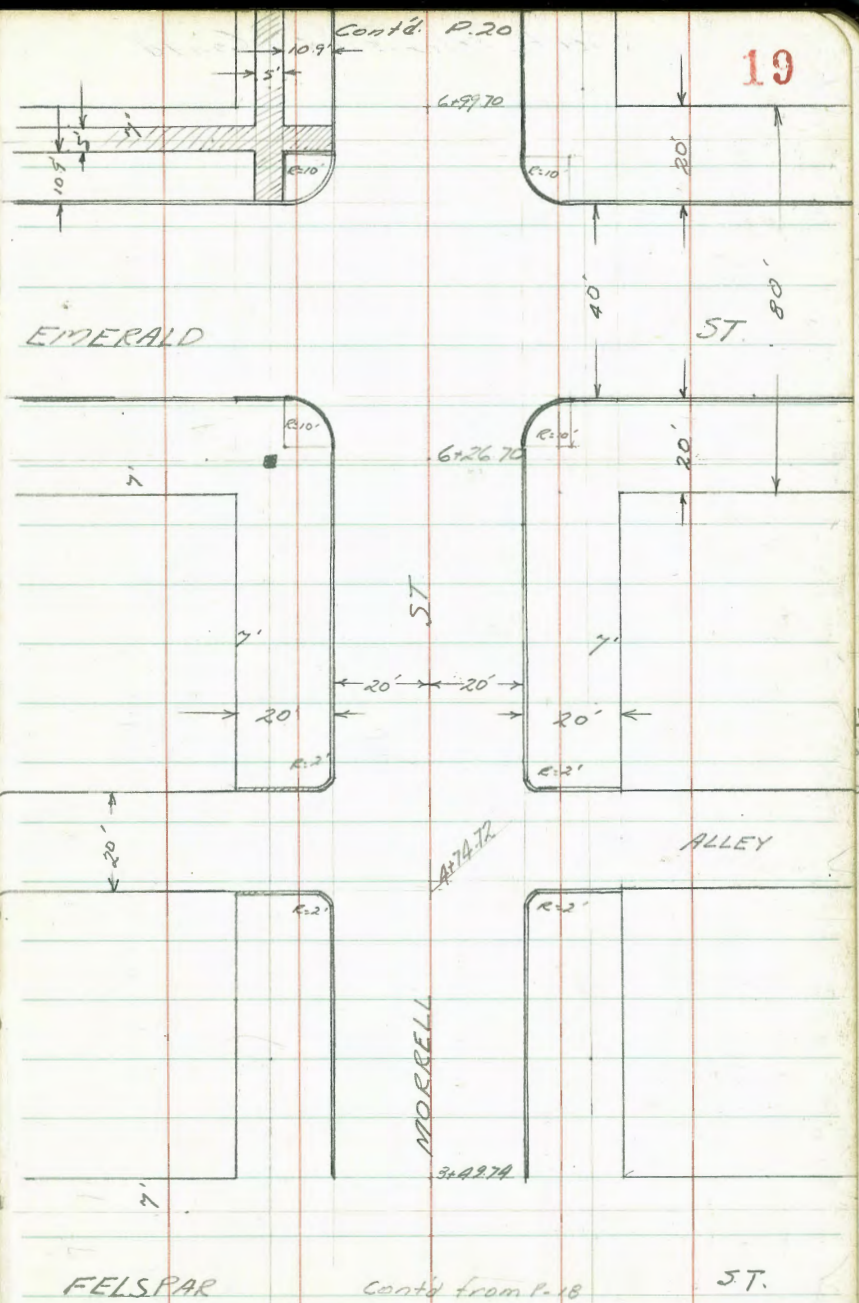 Cont'd. P.20
19
10.9'
5'
6+99.70
5'
7'
10.9'
R=10'
R=10'
20'
40'
80'
EMERALD ST.
R=10'
R=10'
6+26.70
20'
7'
ST
7'
7'
20' 20'
20' 20'
R=2'
R=2'
20'
4+74.72
ALLEY
R=2'
R=2'
MORRELL
3+49.74
7'
FELSPAR ST.
Cont'd from P-18